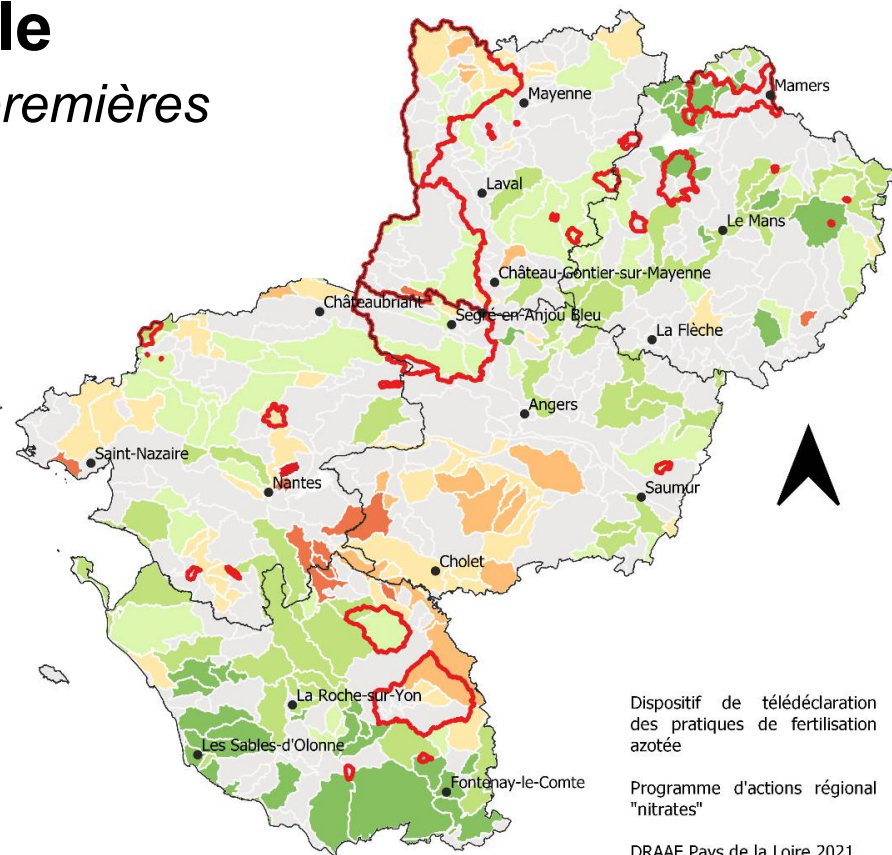 le
remières
Mamers
Mayenne
Laval
Le Mans
Château-Gontier-sur-Mayenne
Châteaubriant
Segré-en-Anjou Bleu
La Flèche
Angers
Saint-Nazaire
Nantes
Saumur
Cholet
La Roche-sur-Yon
Les Sables-d'Olonne
Fontenay-le-Comte
Dispositif de télédéclaration
des pratiques de fertilisation
azotée
Programme d'actions régional
"nitrates"
DRAAF Pays de la Loire 2021